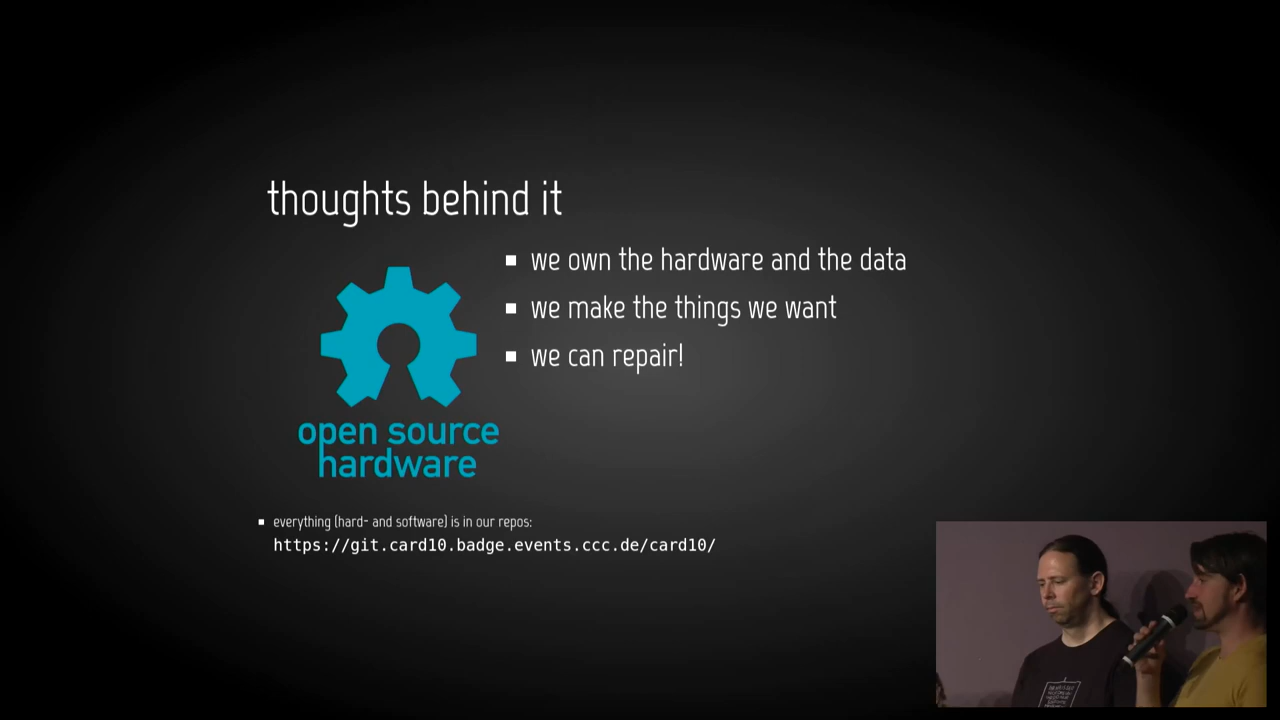 thoughts behind it
we own the hardware and the data
we make the things we want
we can repair!
open source
hardware
everything (hard- and software) is in our repos:
https://git.card10.badge.events.ccc.de/card10/